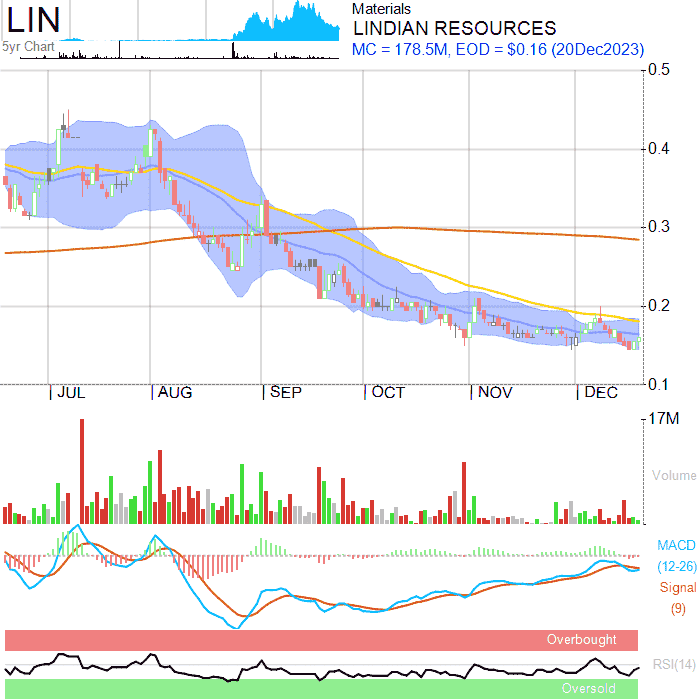 LIN
5yr Chart
Materials
LINDIAN RESOURCES
MC = 178.5M, EOD = $0.16 (20Dec2023)
0.5
0.4
0.3
0.2
0.1
JUL AUG SEP OCT NOV DEC
17M
Volume
MACD
(12-26)
Signal
(9)
Overbought
RSI(14)
Oversold